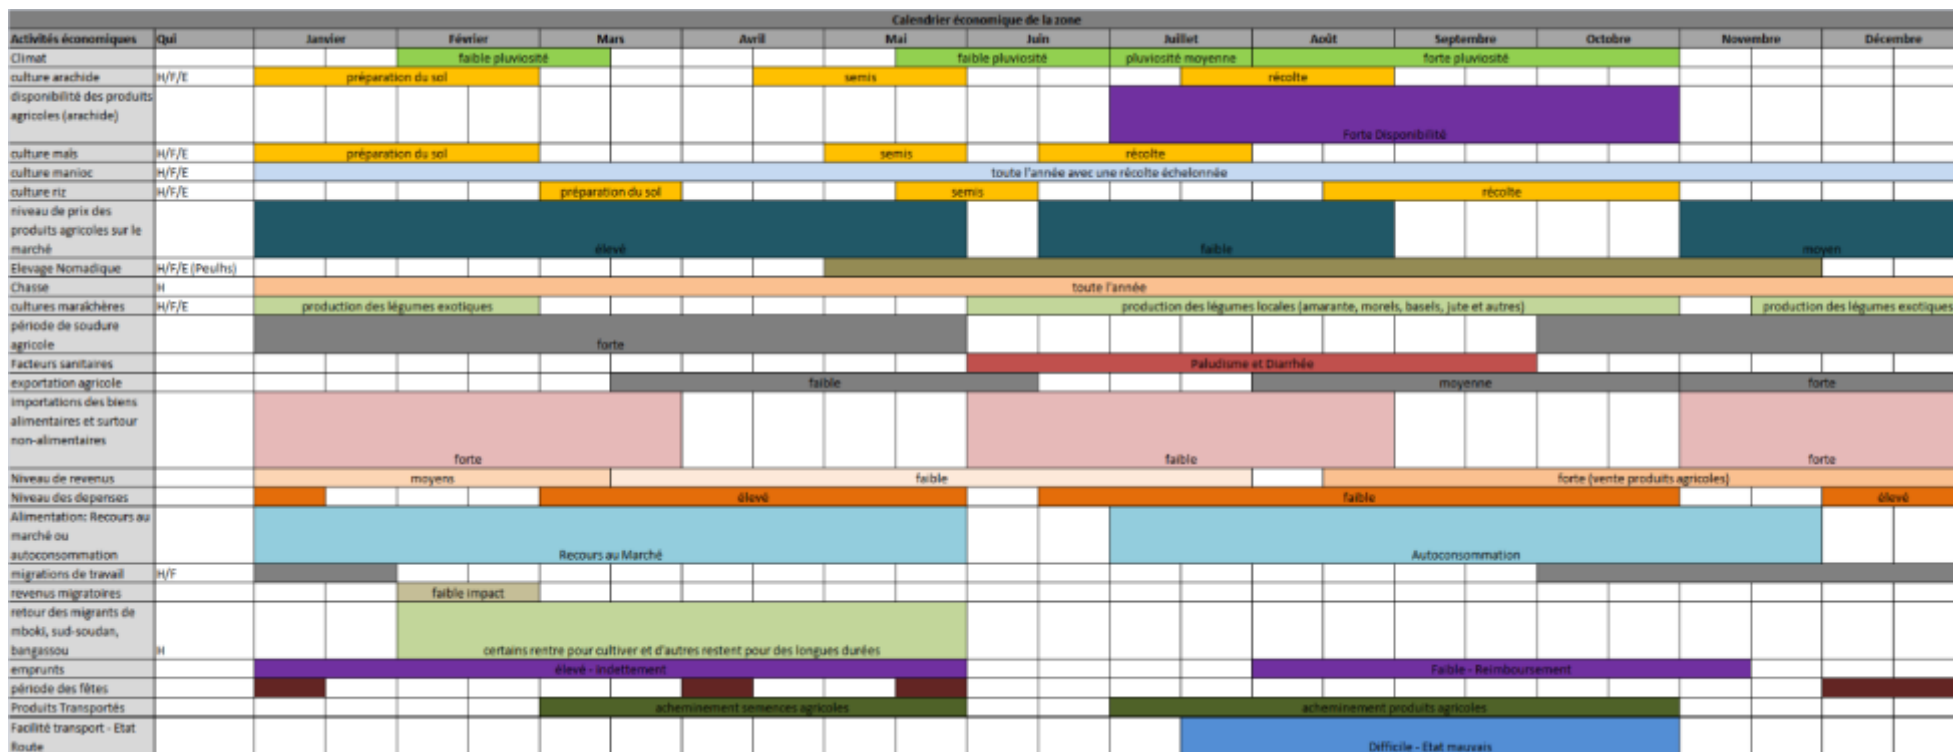 Calendrier économique de la zone
Activités économiques Qui Janvier Février Mars Avril Mai Juin Juillet Août Septembre Octobre Novembre Décembre
Climat faible pluviosité faible pluviosité pluviosité moyenne forte pluviosité
culture arachide H/F/E préparation du sol semis récolte
disponibilité des produits
agricoles (arachide) Forte Disponibilité
culture maïs H/F/E préparation du sol semis récolte
culture manioc H/F/E toute l'année avec une récolte échelonnée
culture riz H/F/E préparation du sol semis récolte
niveau de prix des
produits agricoles sur le
marché élevé faible moyen
Elevage Nomadique H/F/E (Peulhs)
Chasse H toute l'année
cultures maraîchères H/F/E production des légumes exotiques production des légumes locales (amarante, morels, basels, jute et autres) production des légumes exotiques
période de soudure
agricole forte
Facteurs sanitaires Paludisme et Diarrhée
exportation agricole faible moyenne forte
importations des biens
alimentaires et surtour
non-alimentaires
forte faible forte
Niveau de revenus moyens faible forte (vente produits agricoles)
Niveau des depenses élevé faible élevé
Alimentation: Recours au
marché ou
autoconsommation Recours au Marché Autoconsommation
migrations de travail H/F
revenus migratoires faible impact
retour des migrants de
mboki, sud-soudan,
bangassou H certains rentre pour cultiver et d'autres restent pour des longues durées
emprunts élevé - Indettement Faible - Reimboursement
période des fêtes
Produits Transportés acheminement semences agricoles acheminement produits agricoles
Facilité transport - Etat
Route Difficile - Etat mauvais